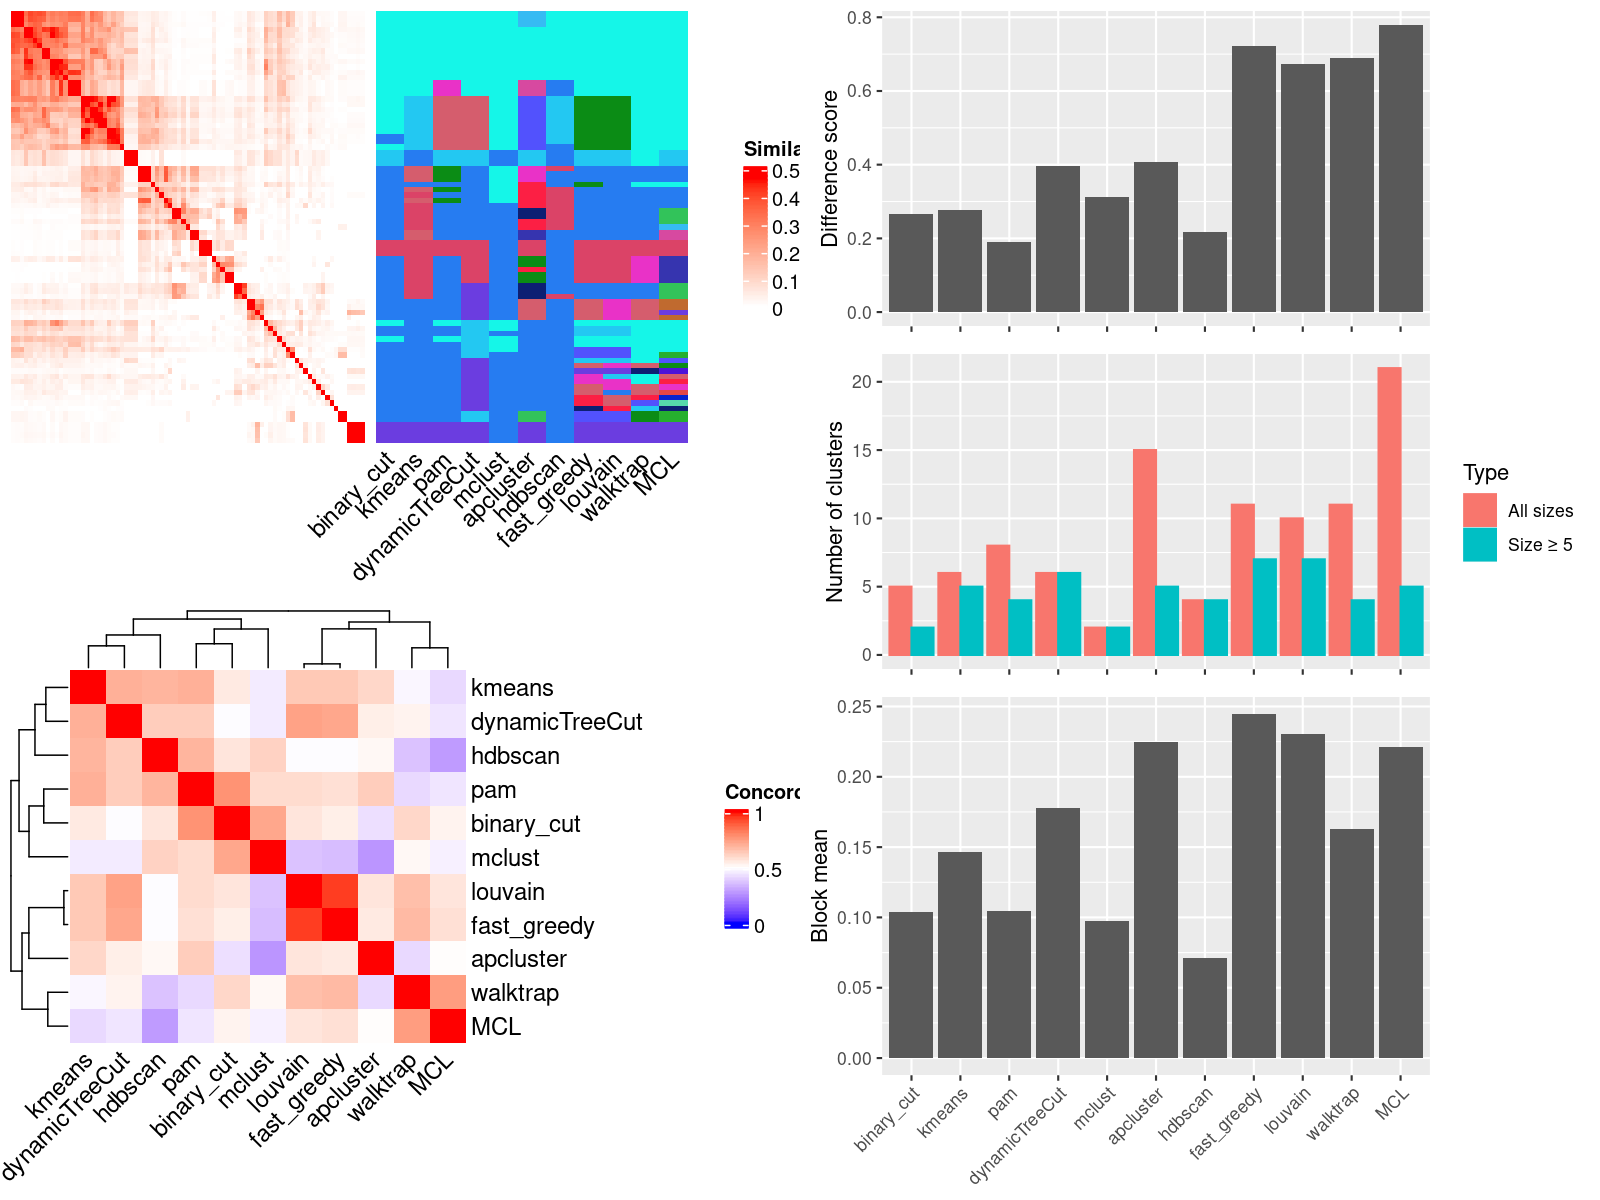 Simila
0.5
0.4
0.3
0.2
0.1
0
binary_cut
kmeans
pam
dynamicTreeCut
mclust
apcluster
hdbscan
fast_greedy
louvain
walktrap
MCL
kmeans
dynamicTreeCut
hdbscan
pam
binary_cut
mclust
louvain
fast_greedy
apcluster
walktrap
MCL
Concord
1
0.5
0
kmeans
dynamicTreeCut
hdbscan
pam
binary_cut
mclust
louvain
fast_greedy
apcluster
walktrap
MCL
Difference score
0.8
0.6
0.4
0.2
0.0
Number of clusters
20
15
10
5
0
Type
All sizes
Size ≥ 5
Block mean
0.25
0.20
0.15
0.10
0.05
0.00
binary_cut
kmeans
pam
dynamicTreeCut
mclust
apcluster
hdbscan
fast_greedy
louvain
walktrap
MCL